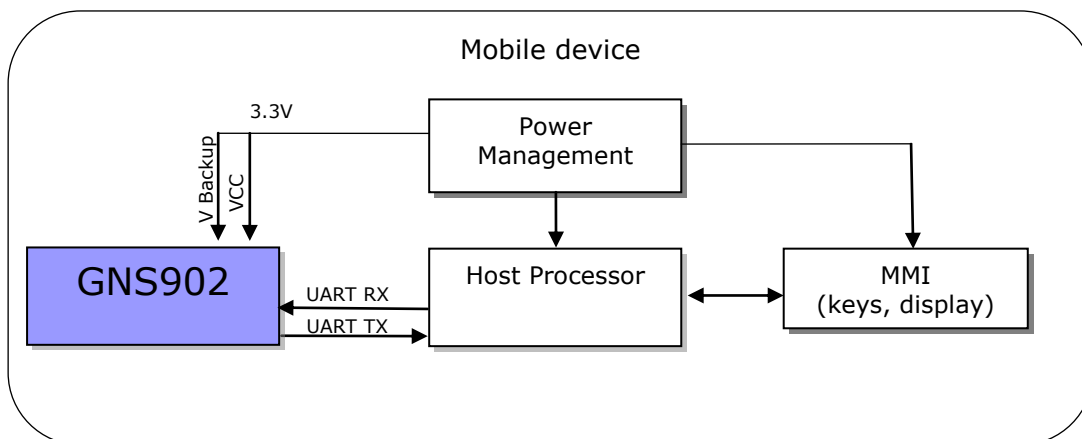 Mobile device
3.3V
Power
Management
V Backup
VCC
GNS902
Host Processor
MMI
(keys, display)
UART RX
UART TX